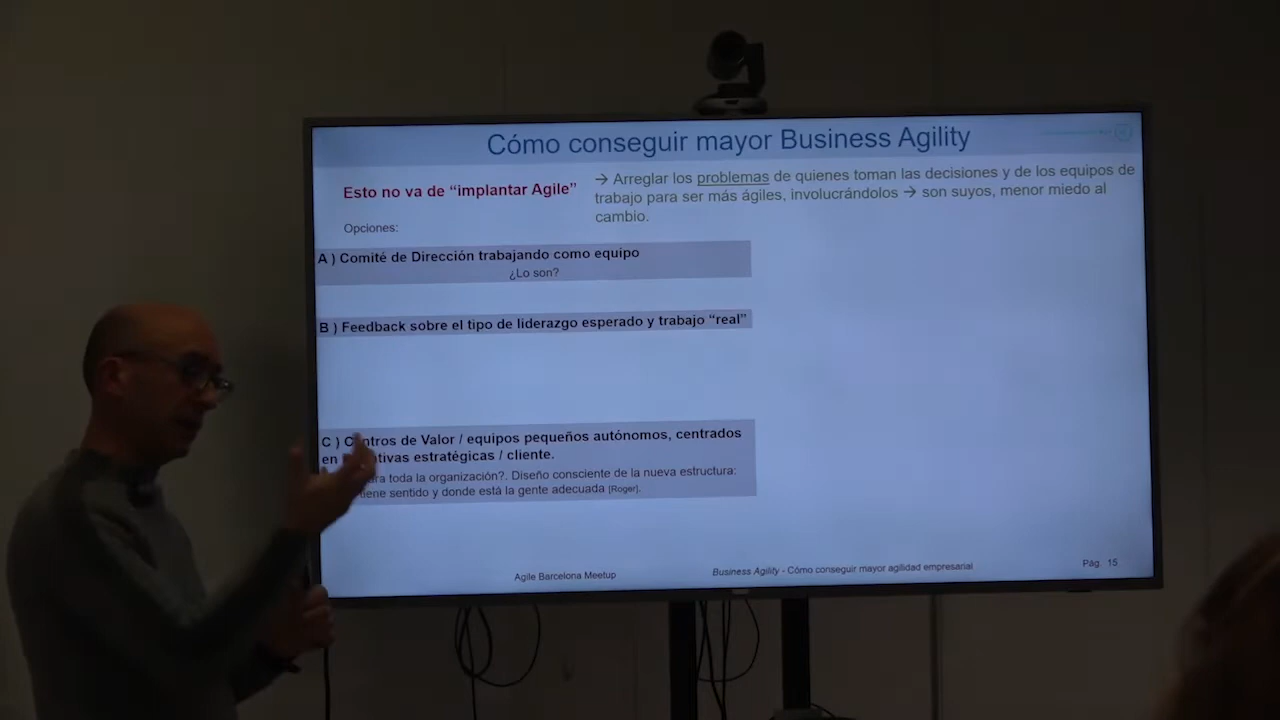 Cómo conseguir mayor Business Agility
Esto no va de “implantar Agile”
→ Arreglar los problemas de quienes toman las decisiones y de los equipos de
trabajo para ser más ágiles, involucrándolos → son suyos, menor miedo al
cambio.
Opciones:
A ) Comité de Dirección trabajando como equipo
¿Lo son?
B ) Feedback sobre el tipo de liderazgo esperado y trabajo “real”
C ) Centros de Valor / equipos pequeños autónomos, centrados
en estratégicas / cliente.
toda la organización?. Diseño consciente de la nueva estructura:
sentido y donde está la gente adecuada [Roger].
Agile Barcelona Meetup
Business Agility - Cómo conseguir mayor agilidad empresarial
Pág. 15